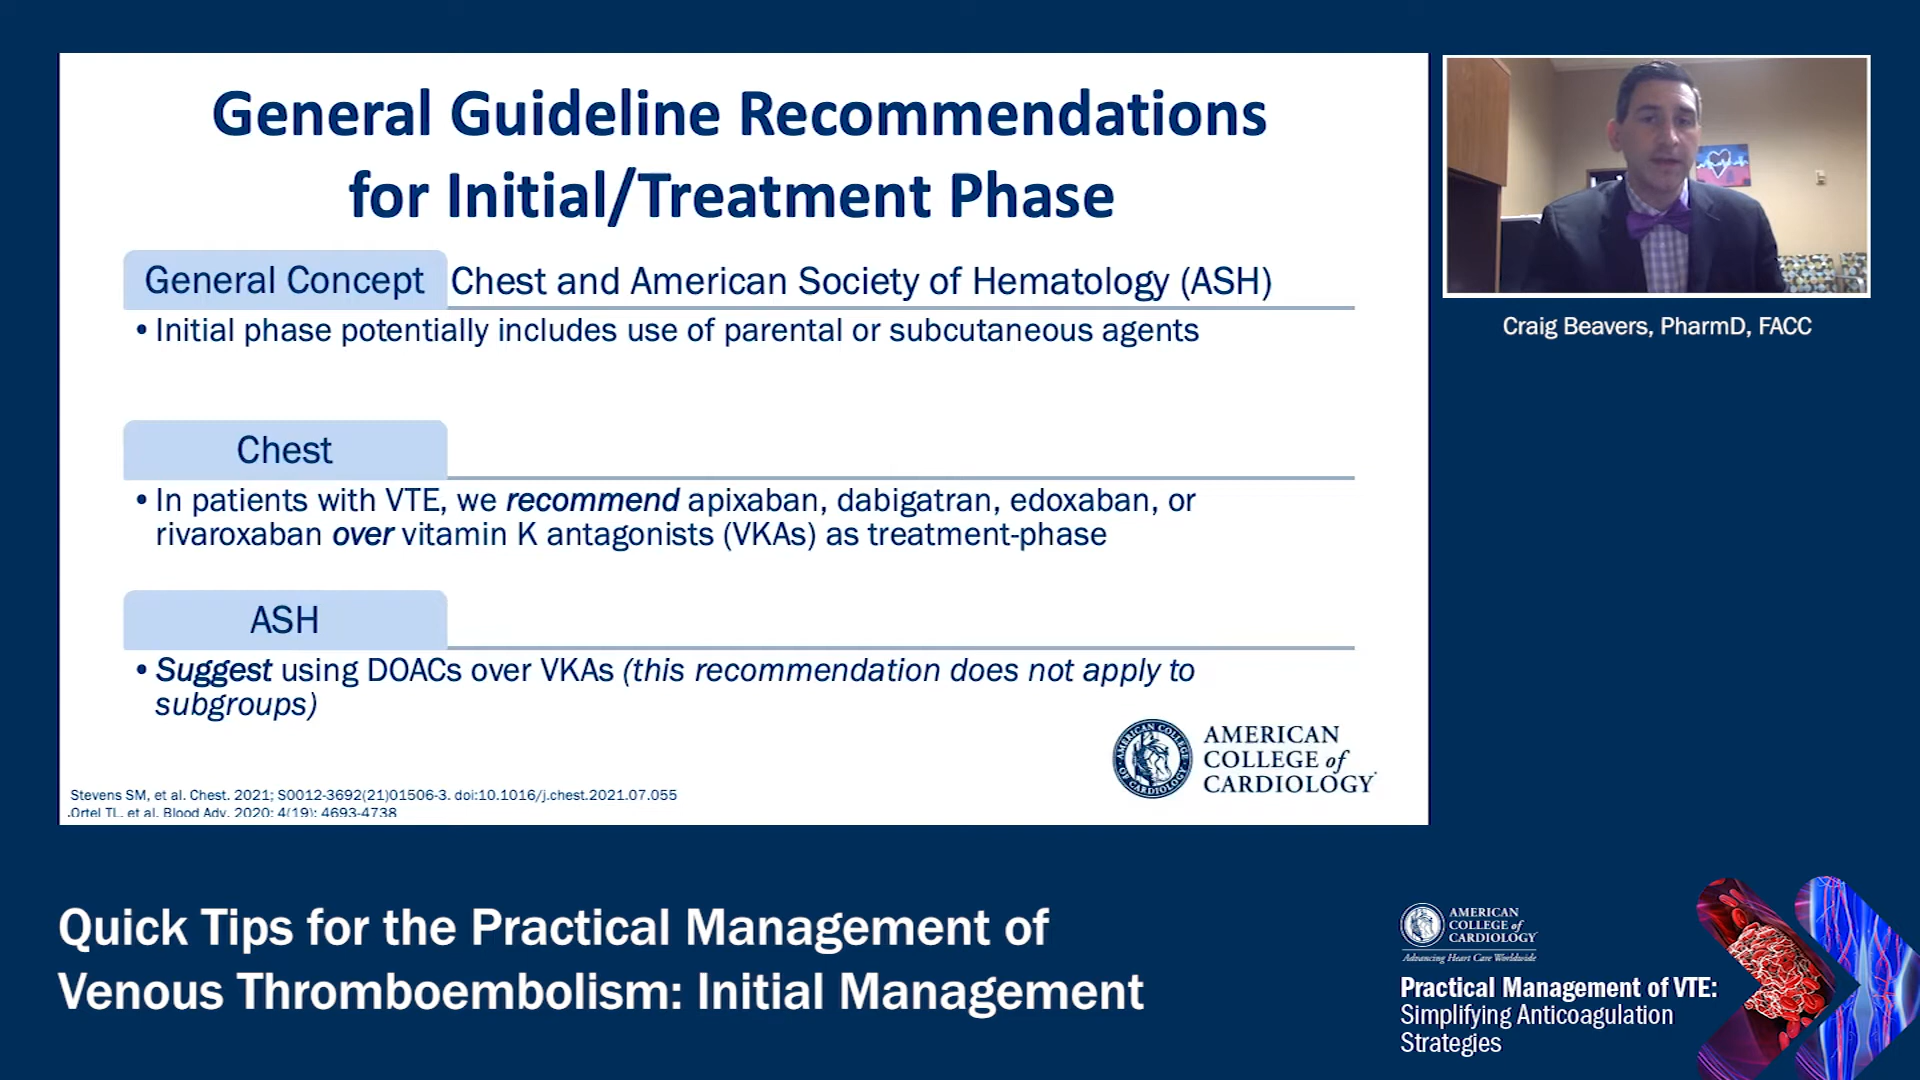 General Guideline Recommendations
for Initial/Treatment Phase
General Concept
Chest and American Society of Hematology (ASH)
• Initial phase potentially includes use of parental or subcutaneous agents
Chest
• In patients with VTE, we recommend apixaban, dabigatran, edoxaban, or
rivaroxaban over vitamin K antagonists (VKAs) as treatment-phase
ASH
• Suggest using DOACs over VKAs (this recommendation does not apply to
subgroups)
AMERICAN
COLLEGE of
CARDIOLOGY
Stevens SM, et al. Chest. 2021; S0012-3692(21)01506-3. doi:10.1016/j.chest.2021.07.055
.Ortel TL, et al. Blood Adv. 2020; 4(19): 4693-4738
Craig Beavers, PharmD, FACC
Quick Tips for the Practical Management of
Venous Thromboembolism: Initial Management
AMERICAN
COLLEGE of
CARDIOLOGY
Advancing Heart Care Worldwide
Practical Management of VTE:
Simplifying Anticoagulation
Strategies